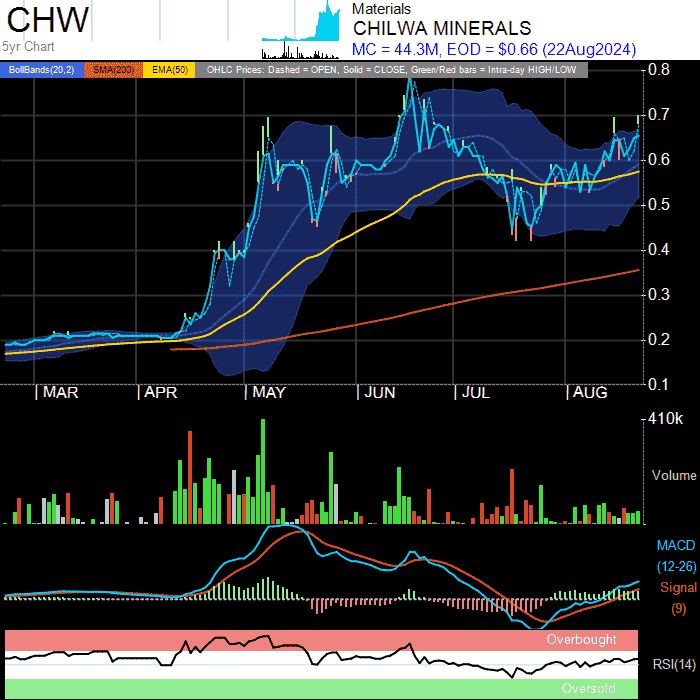 CHW
5yr Chart
Materials
CHILWA MINERALS
MC = 44.3M, EOD = $0.66 (22Aug2024)
BollBands(20,2) SMA(200) EMA(50) OHLC Prices: Dashed = OPEN, Solid = CLOSE, Green/Red bars = Intra-day HIGH/LOW
0.8
0.7
0.6
0.5
0.4
0.3
0.2
0.1
| MAR | APR | MAY | JUN | JUL | AUG
410k
Volume
MACD
(12-26)
Signal
(9)
Overbought
RSI(14)
Oversold